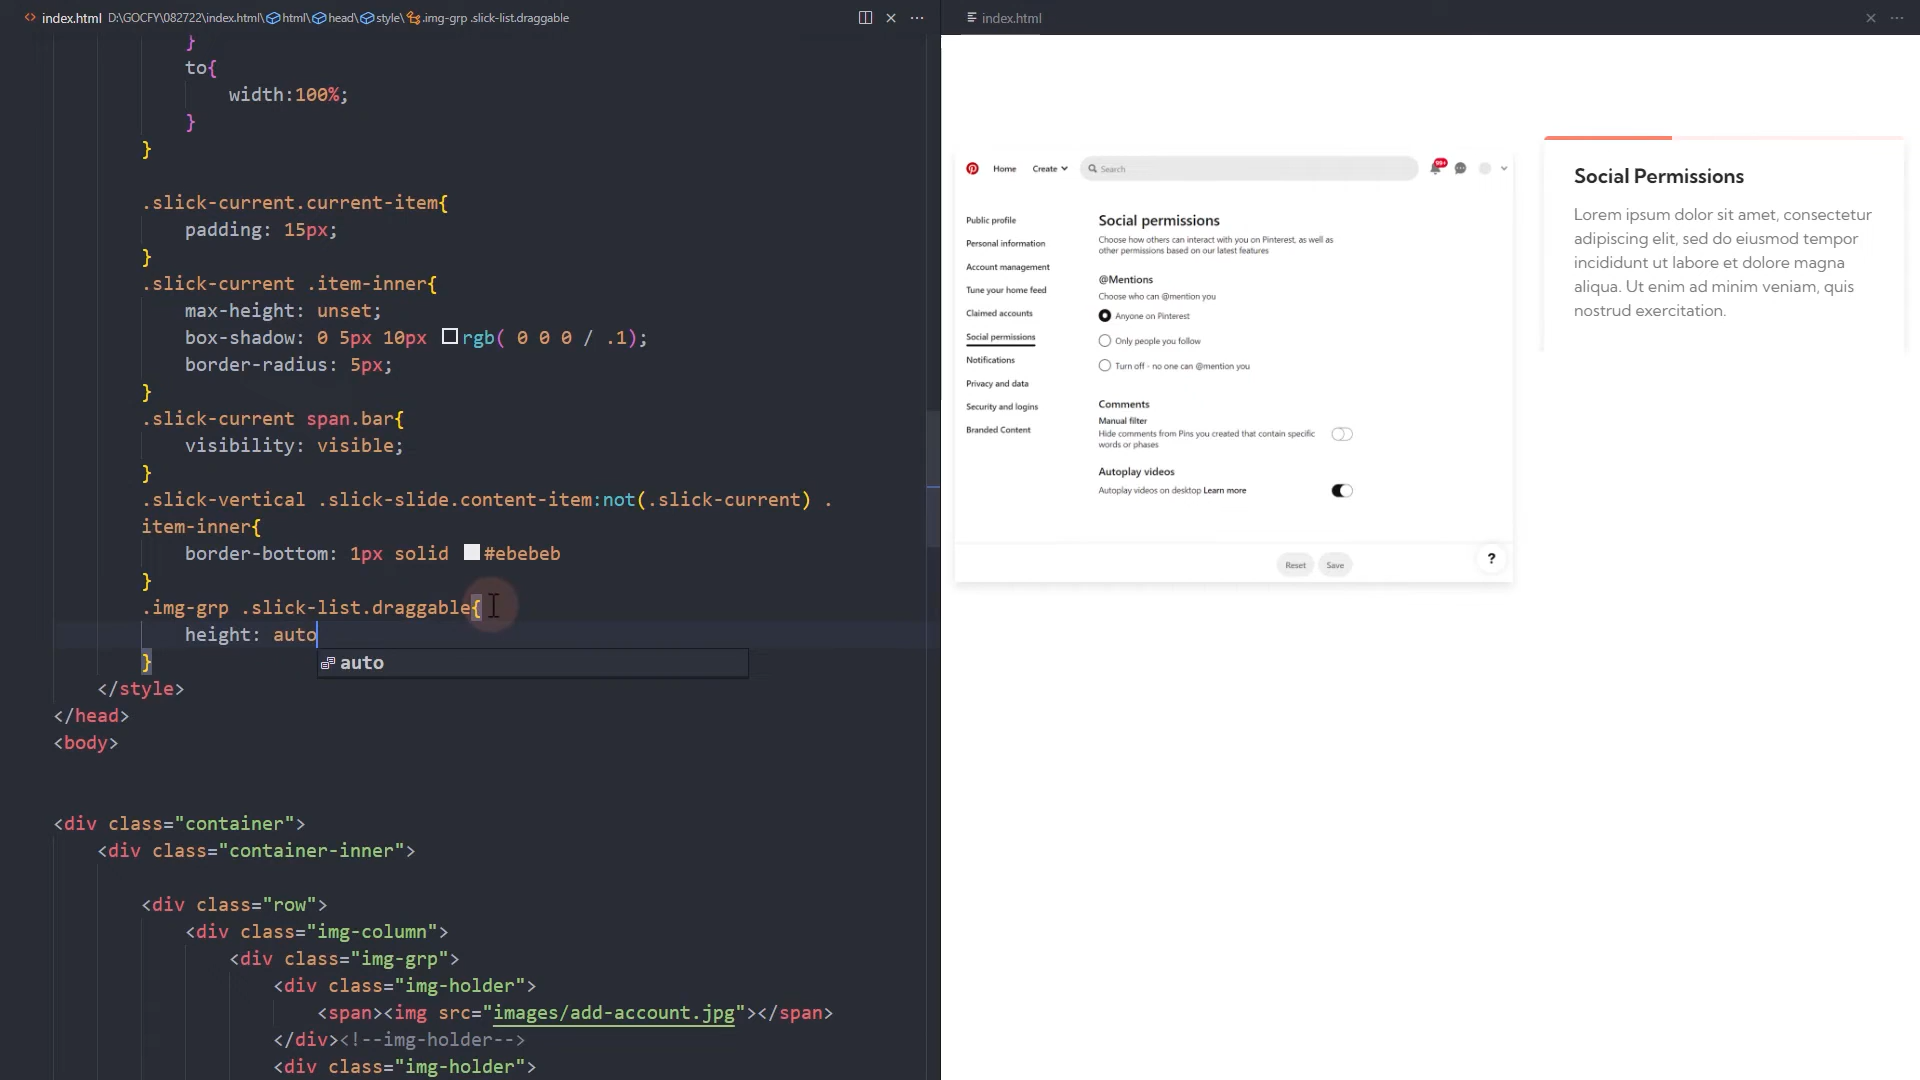 index.html D:\GOCFY\082722\index.html\html\head\style\.img-grp .slick-list.draggable
}
to{
width:100%;
}
}
.slick-current.current-item{
padding: 15px;
}
.slick-current .item-inner{
max-height: unset;
box-shadow: 0 5px 10px rgb( 0 0 0 / .1);
border-radius: 5px;
}
.slick-current span.bar{
visibility: visible;
}
.slick-vertical .slick-slide.content-item:not(.slick-current) .
item-inner{
border-bottom: 1px solid #ebebeb
}
.img-grp .slick-list.draggable{
height: auto
}
auto
</style>
</head>
<body>
<div class="container">
<div class="container-inner">
<div class="row">
<div class="img-column">
<div class="img-grp">
<div class="img-holder">
<span><img src="images/add-account.jpg"></span>
</div><!--img-holder-->
<div class="img-holder">
index.html
Home
Create
Search
99+
Public profile
Personal information
Account management
Tune your home feed
Claimed accounts
Social permissions
Notifications
Privacy and data
Security and logins
Branded Content
Social permissions
Choose how others can interact with you on Pinterest, as well as
other permissions based on our latest features
@Mentions
Choose who can @mention you
Anyone on Pinterest
Only people you follow
Turn off - no one can @mention you
Comments
Manual filter
Hide comments from Pins you created that contain specific
words or phases
Autoplay videos
Autoplay videos on desktop Learn more
Reset
Save
?
Social Permissions
Lorem ipsum dolor sit amet, consectetur
adipiscing elit, sed do eiusmod tempor
incididunt ut labore et dolore magna
aliqua. Ut enim ad minim veniam, quis
nostrud exercitation.